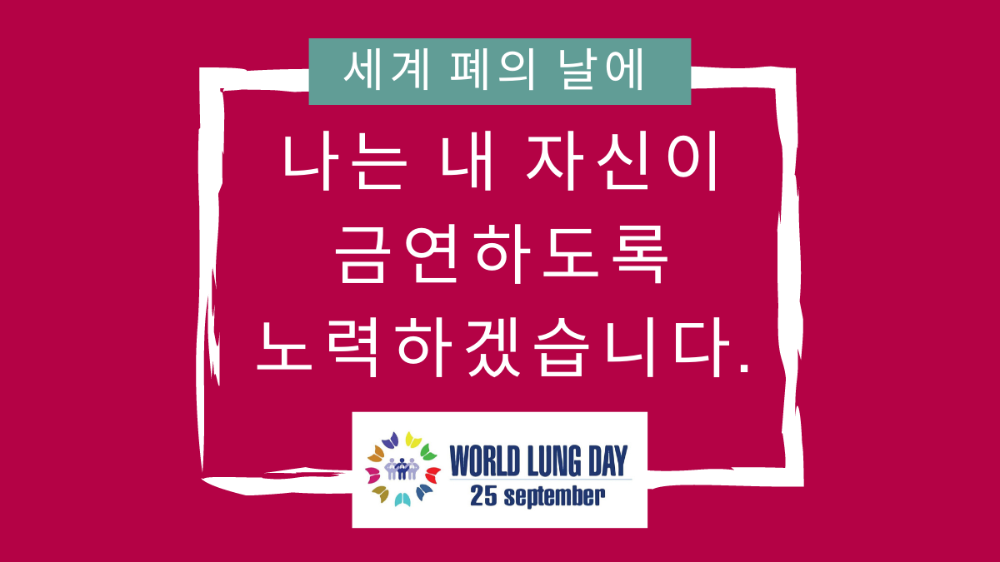 세계 폐의 날에
나는 내 자신이
금연하도록
노력하겠습니다.
WORLD LUNG DAY
25 september